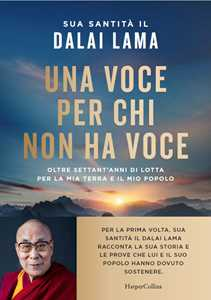 SUA SANTITÀ IL
DALAI LAMA
UNA VOCE
PER CHI
NON HA VOCE
OLTRE SETTANT'ANNI DI LOTTA
PER LA MIA TERRA E IL MIO POPOLO
PER LA PRIMA VOLTA, SUA
SANTITÀ IL DALAI LAMA
RACCONTA LA SUA STORIA E
LE PROVE CHE LUI E IL SUO
POPOLO HANNO DOVUTO
SOSTENERE.
HarperCollins